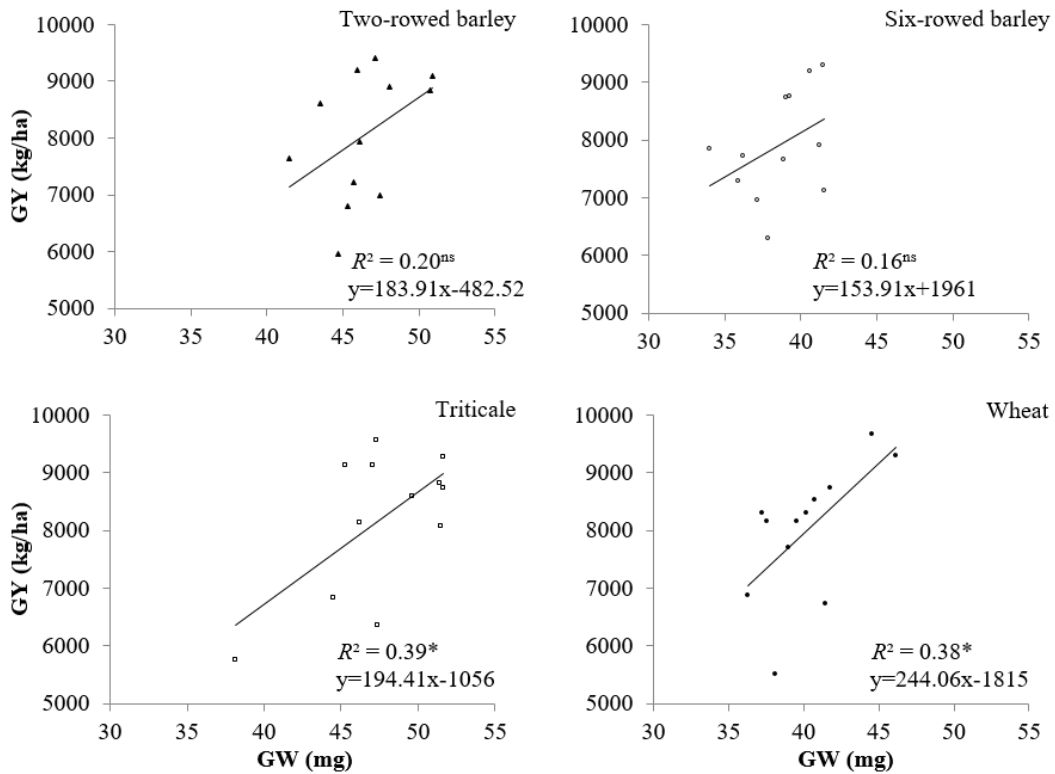 Two-rowed barley
10000
9000
8000
7000
6000
5000
GY (kg/ha)
R² = 0.20ns
y=183.91x-482.52
30 35 40 45 50 55
Six-rowed barley
10000
9000
8000
7000
6000
5000
R² = 0.16ns
y=153.91x+1961
30 35 40 45 50 55
Triticale
10000
9000
8000
7000
6000
5000
GY (kg/ha)
R² = 0.39*
y=194.41x-1056
30 35 40 45 50 55
GW (mg)
Wheat
10000
9000
8000
7000
6000
5000
R² = 0.38*
y=244.06x-1815
30 35 40 45 50 55
GW (mg)